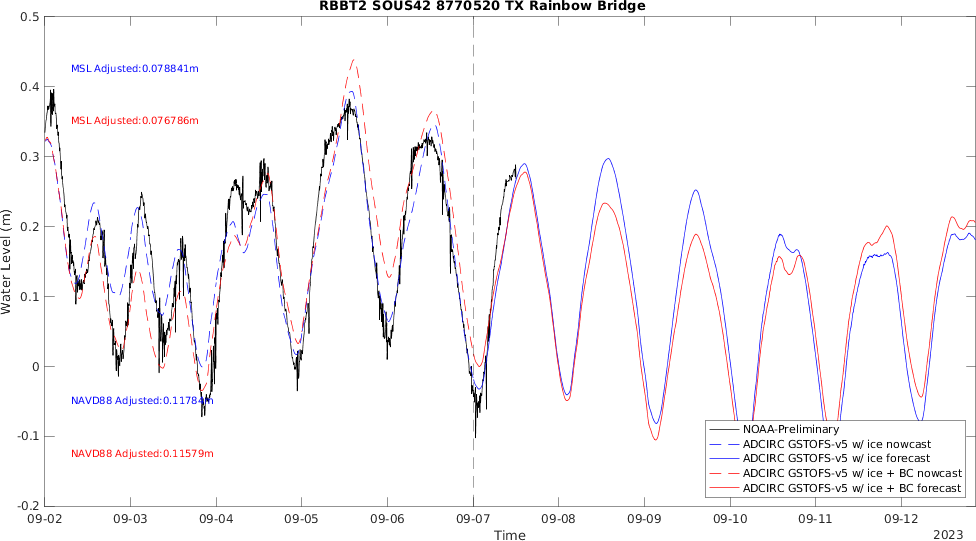 RBBT2 SOUS42 8770520 TX Rainbow Bridge
0.5
0.4
0.3
0.2
0.1
0
-0.1
-0.2
Water Level (m)
MSL Adjusted:0.078841m
MSL Adjusted:0.076786m
NAVD88 Adjusted:0.11784m
NAVD88 Adjusted:0.11579m
NOAA-Preliminary
ADCIRC GSTOFS-v5 w/ ice nowcast
ADCIRC GSTOFS-v5 w/ ice forecast
ADCIRC GSTOFS-v5 w/ ice + BC nowcast
ADCIRC GSTOFS-v5 w/ ice + BC forecast
09-02 09-03 09-04 09-05 09-06 09-07 09-08 09-09 09-10 09-11 09-12
Time
2023